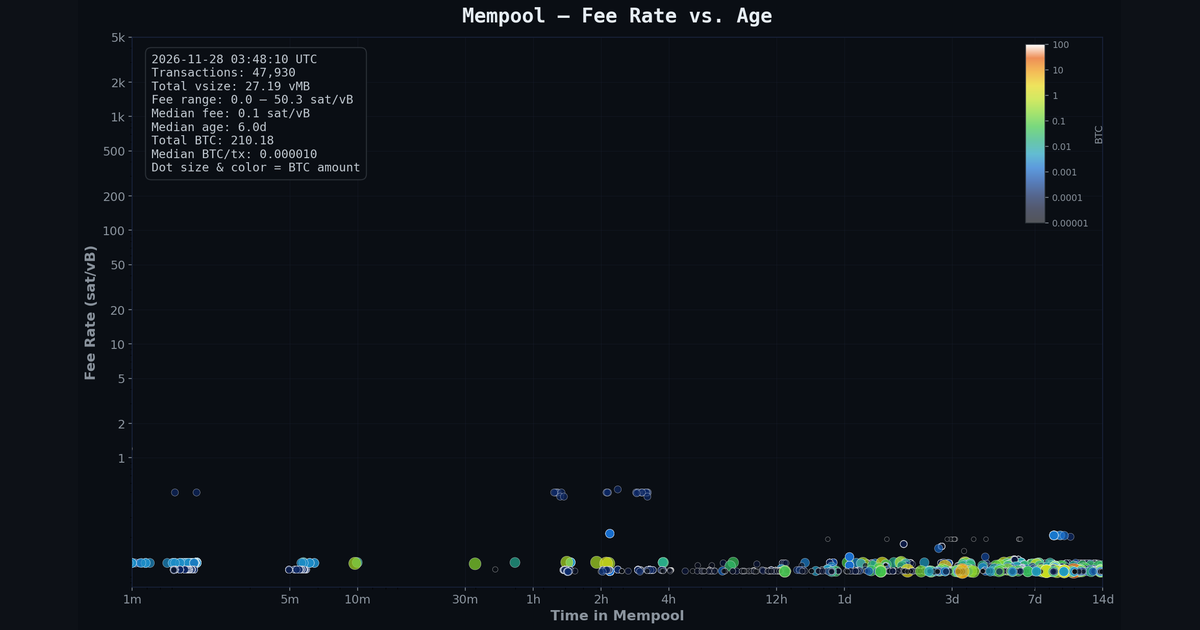 Mempool — Fee Rate vs. Age
2026-11-28 03:48:10 UTC
Transactions: 47,930
Total vsize: 27.19 vMB
Fee range: 0.0 – 50.3 sat/vB
Median fee: 0.1 sat/vB
Median age: 6.0d
Total BTC: 210.18
Median BTC/tx: 0.000010
Dot size & color = BTC amount
100
10
1
0.1
0.01
0.001
0.0001
0.00001
BTC
Fee Rate (sat/vB)
5k
2k
1k
500
200
100
50
20
10
5
2
1
1m 5m 10m 30m 1h 2h 4h 12h 1d 3d 7d 14d
Time in Mempool